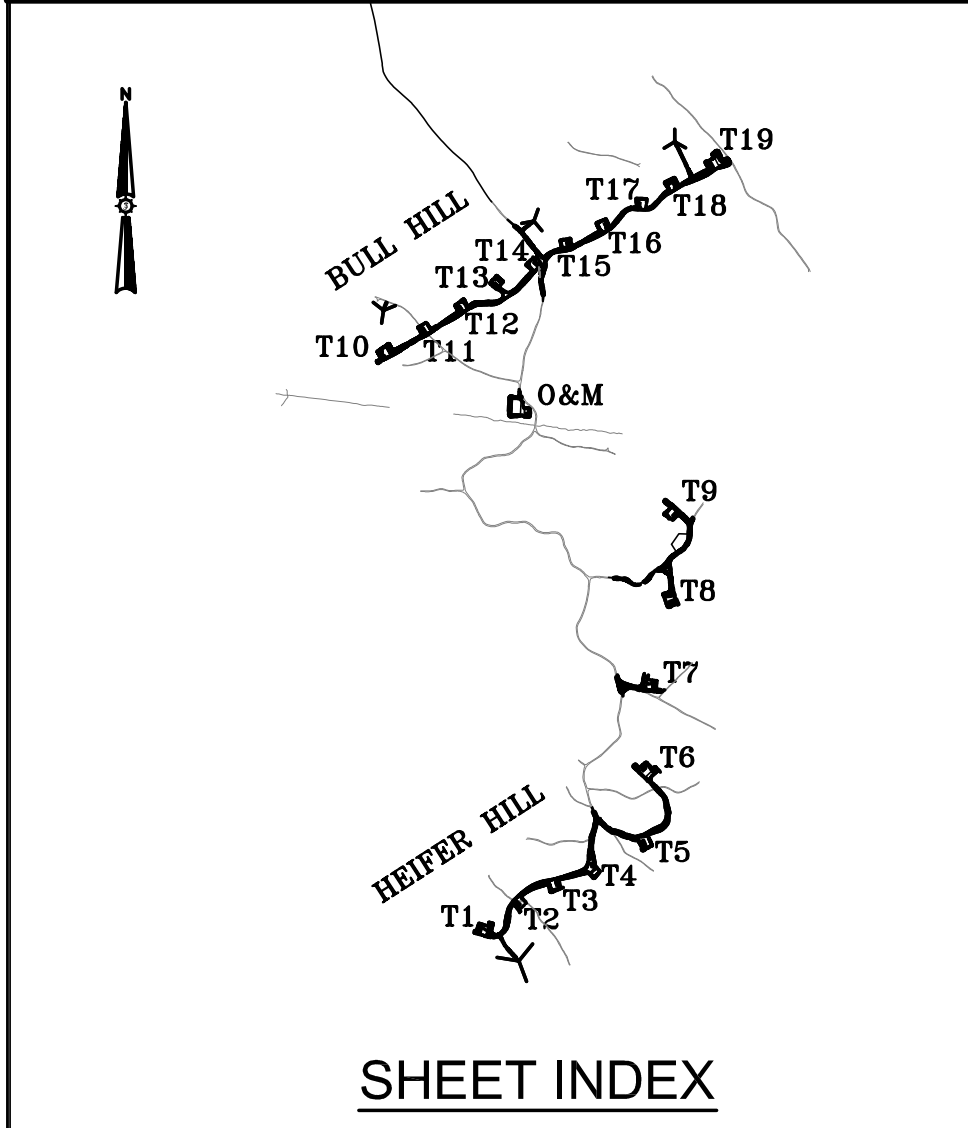 N
T19
T17
T18
BULL HILL
T16
T14
T15
T13
T12
T10
T11
O&M
T9
T8
T7
T6
HEIFER HILL
T5
T4
T3
T1
T2
SHEET INDEX